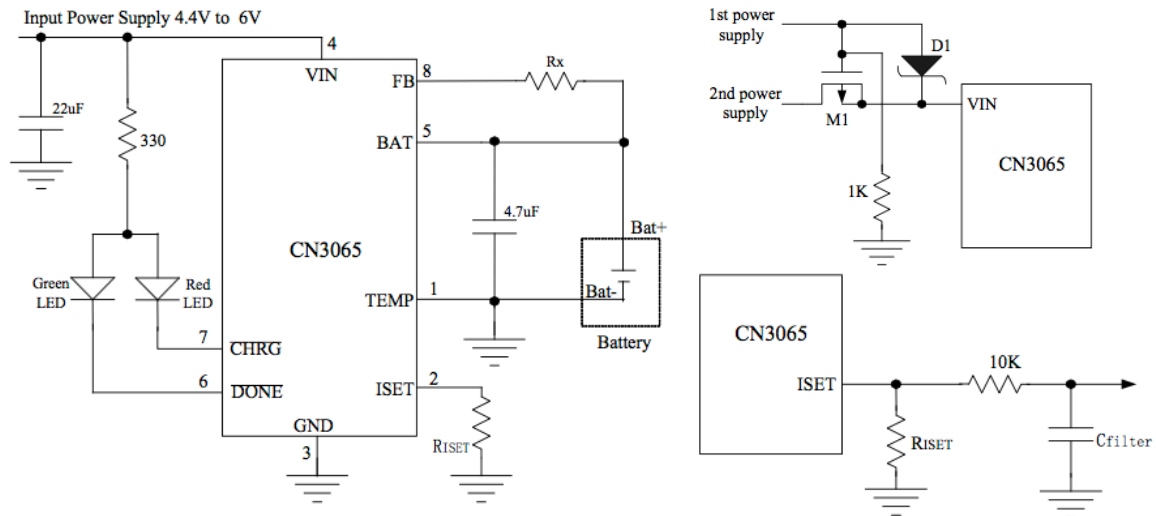 Input Power Supply 4.4V to 6V
4
VIN
22uF
330
FB
8
Rx
BAT
5
4.7uF
CN3065
Bat+
Bat-
Battery
Green
LED
Red
LED
TEMP
1
7
CHRG
6
DONE
ISET
2
RISET
GND
3
1st power
supply
D1
2nd power
supply
M1
VIN
CN3065
1K
CN3065
ISET
10K
RISET
Cfilter